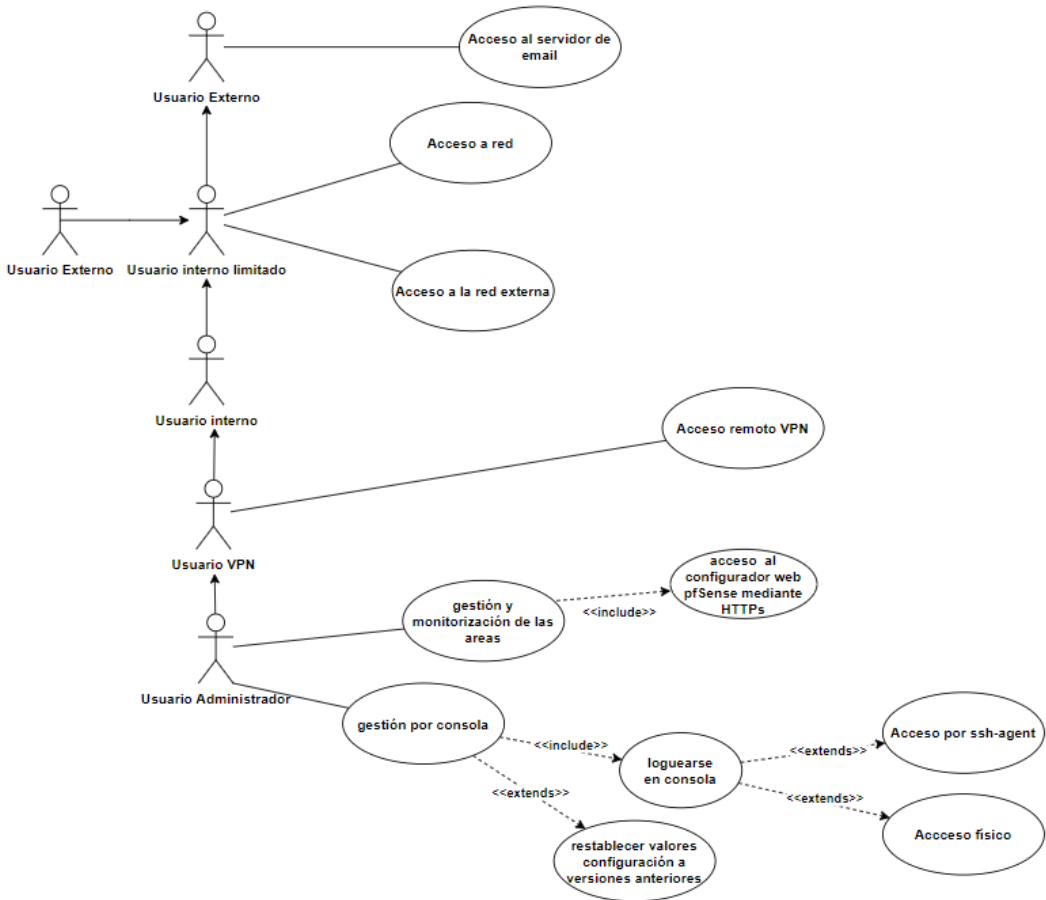 Acceso al servidor de
email
Usuario Externo
Acceso a red
Usuario Externo
Usuario interno limitado
Acceso a la red externa
Usuario interno
Acceso remoto VPN
Usuario VPN
acceso al
configurador web
pfSense mediante
HTTPs
<<include>>
gestión y
monitorización de las
areas
Usuario Administrador
gestión por consola
<<include>>
loguearse
en consola
<<extends>>
Acceso por ssh-agent
<<extends>>
<<extends>>
Accceso físico
restablecer valores
configuración a
versiones anteriores